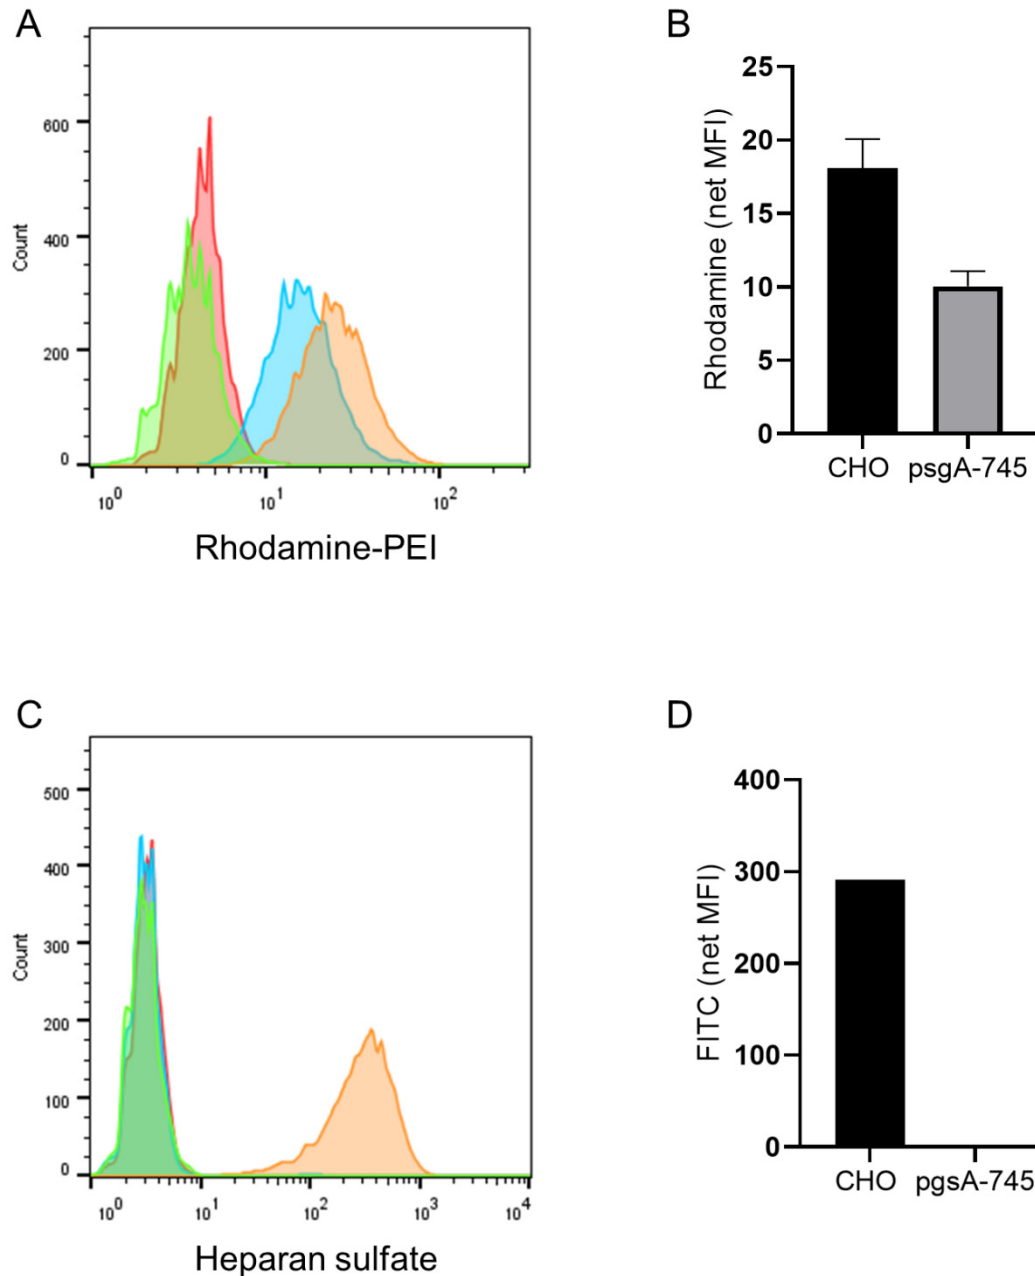 A
B
600
400
200
0
Count
10^0
10^1
10^2
Rhodamine-PEI
25
20
15
10
5
0
Rhodamine (net MFI)
CHO psgA-745
C
D
500
400
300
200
100
0
Count
10^0
10^1
10^2
10^3
10^4
Heparan sulfate
400
300
200
100
0
FITC (net MFI)
CHO pgsA-745